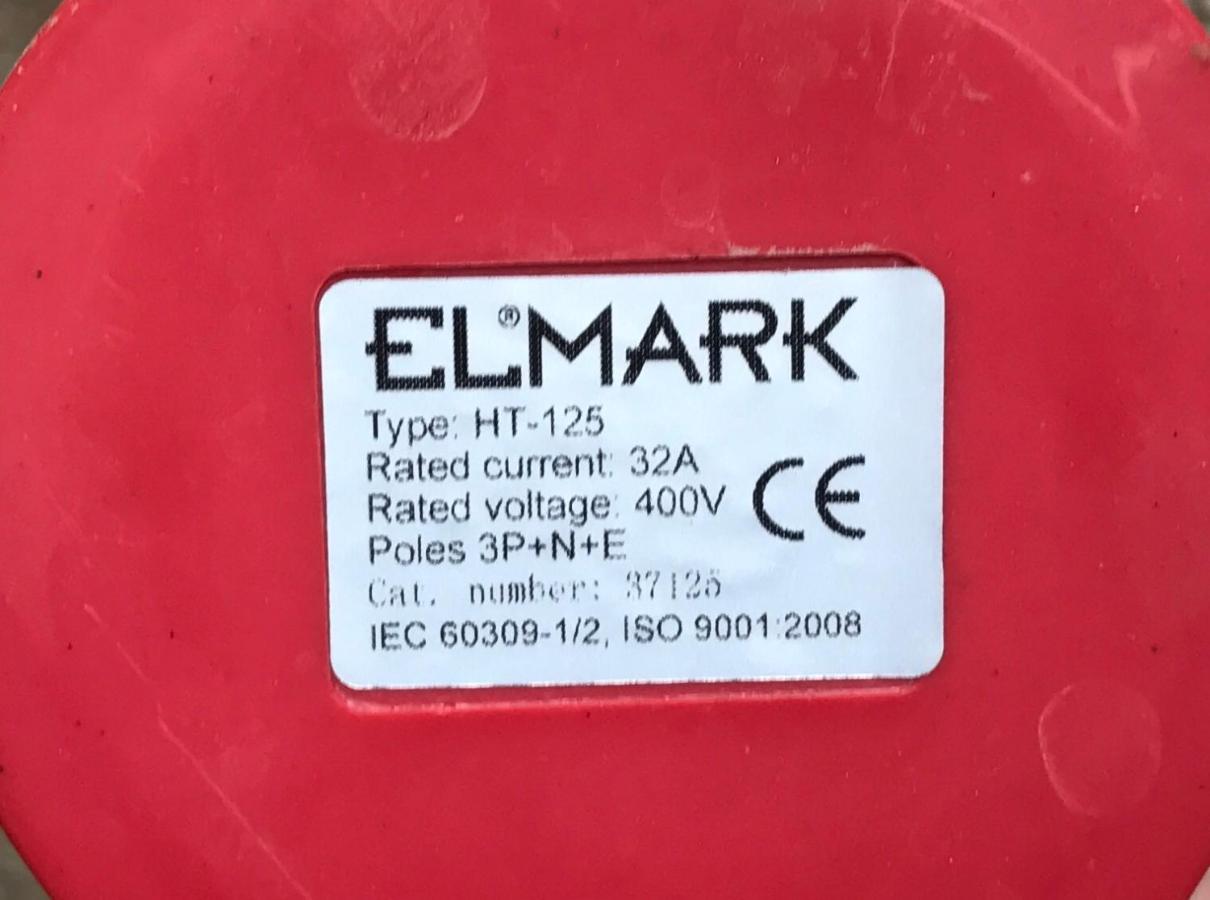 ELMARK®
Type: HT-125
Rated current: 32A
Rated voltage: 400V
Poles 3P+N+E
CE
Cat. number: 37125
IEC 60309-1/2, ISO 9001:2008